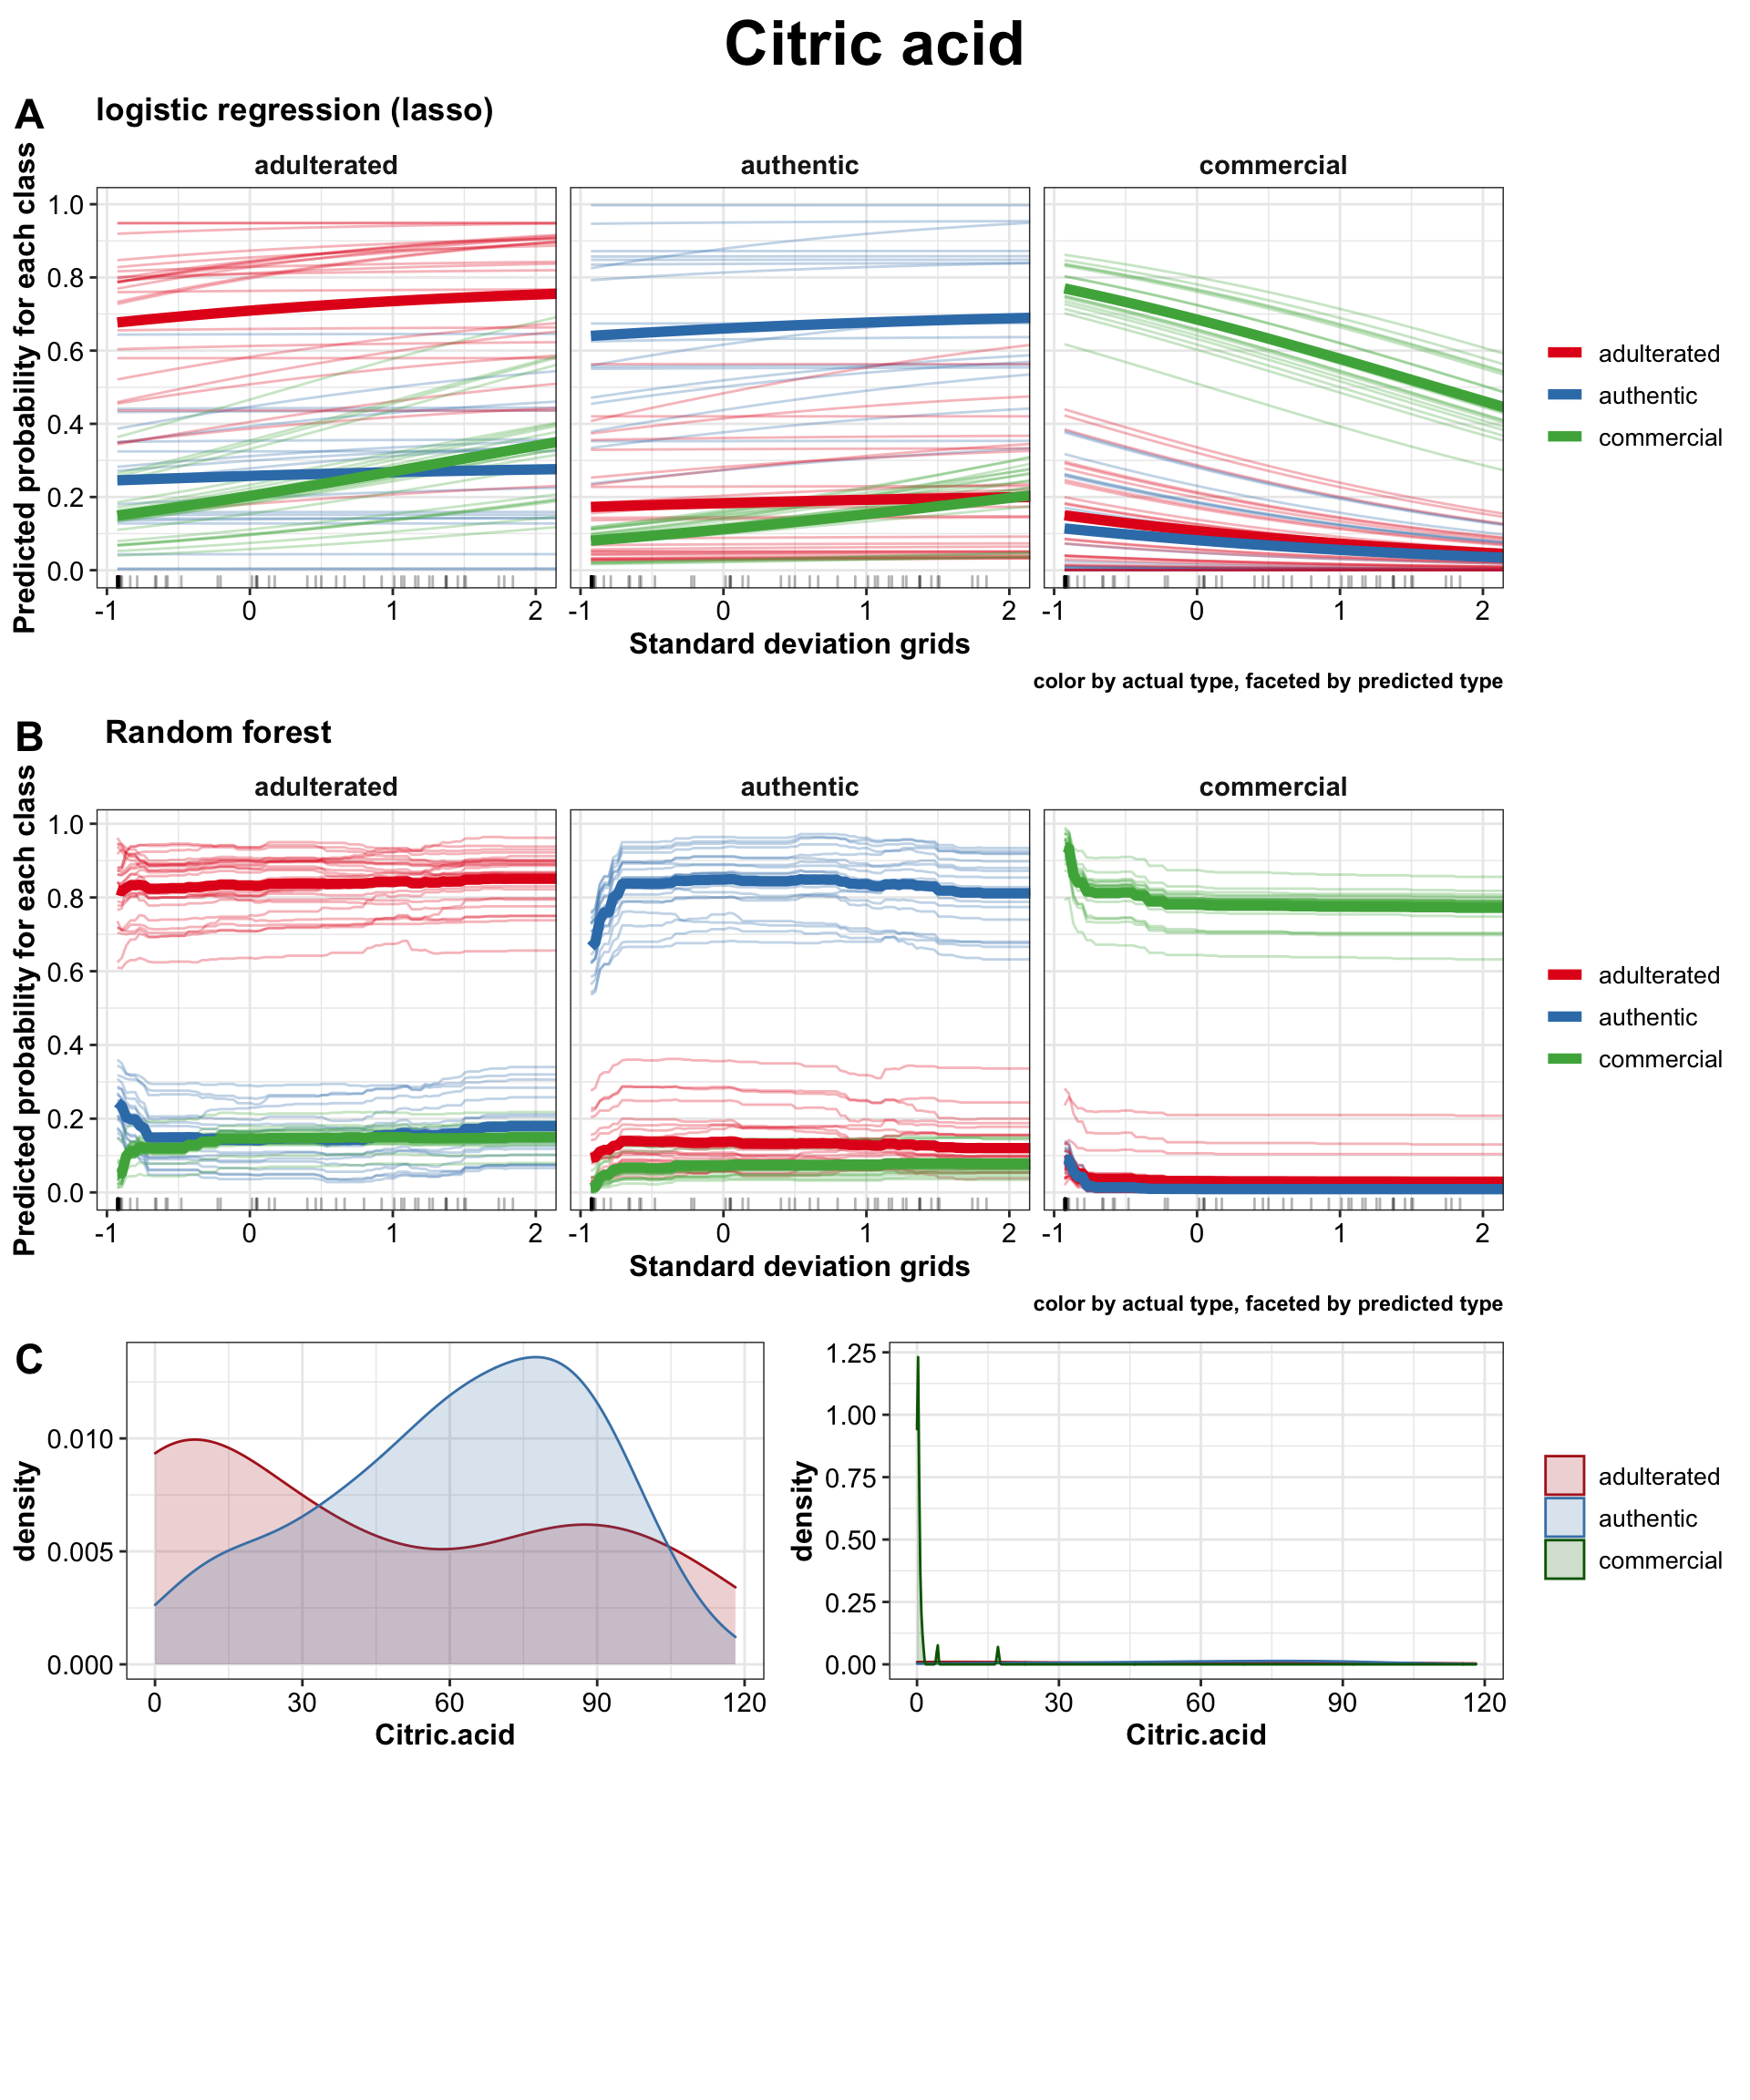 Citric acid
A
logistic regression (lasso)
adulterated
authentic
commercial
Predicted probability for each class
1.0
0.8
0.6
0.4
0.2
0.0
-1 0 1 2
-1 0 1 2
-1 0 1 2
Standard deviation grids
color by actual type, faceted by predicted type
adulterated
authentic
commercial
B
Random forest
adulterated
authentic
commercial
Predicted probability for each class
1.0
0.8
0.6
0.4
0.2
0.0
-1 0 1 2
-1 0 1 2
-1 0 1 2
Standard deviation grids
color by actual type, faceted by predicted type
adulterated
authentic
commercial
C
density
0.010
0.005
0.000
0 30 60 90 120
Citric.acid
density
1.25
1.00
0.75
0.50
0.25
0.00
0 30 60 90 120
Citric.acid
adulterated
authentic
commercial